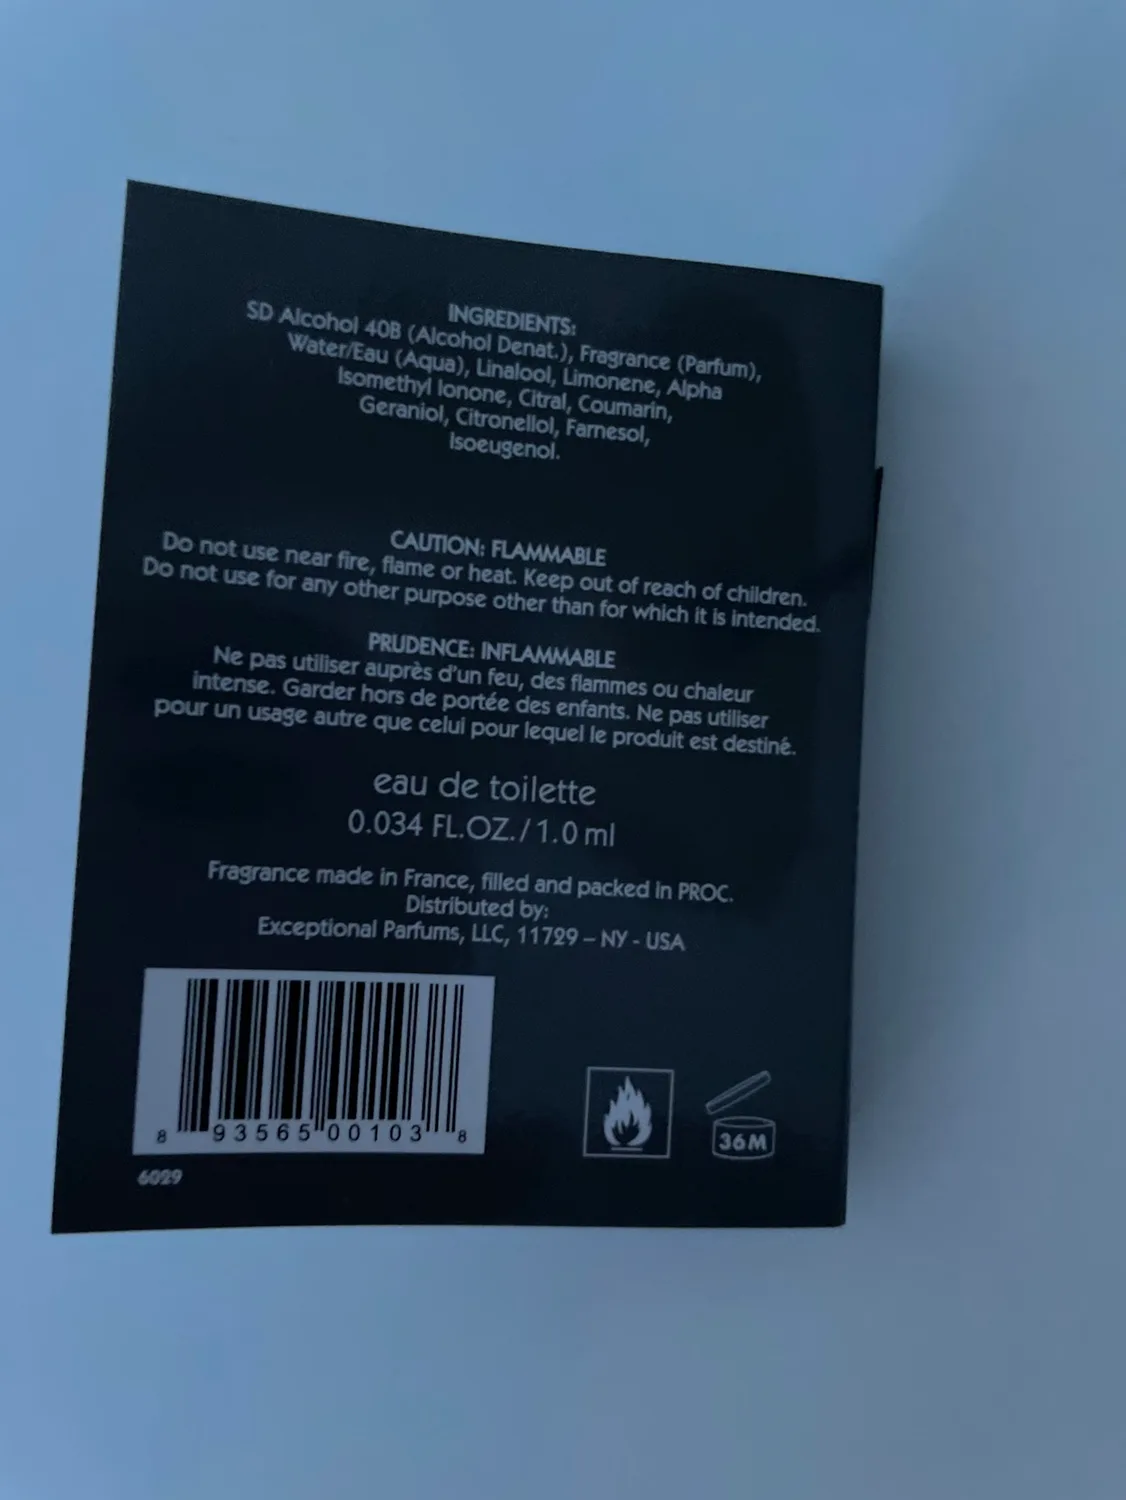 INGREDIENTS:
SD Alcohol 40B (Alcohol Denat.), Fragrance (Parfum),
Water/Eau (Aqua), Linalool, Limonene, Alpha
Isomethyl Ionone, Citral, Coumarin,
Geraniol, Citronellol, Farnesol,
Isoeugenol.
CAUTION: FLAMMABLE
Do not use near fire, flame or heat. Keep out of reach of children.
Do not use for any other purpose other than for which it is intended.
PRUDENCE: INFLAMMABLE
Ne pas utiliser auprès d'un feu, des flammes ou chaleur
intense. Garder hors de portée des enfants. Ne pas utiliser
pour un usage autre que celui pour lequel le produit est destiné.
eau de toilette
0.034 FL.OZ./1.0 ml
Fragrance made in France, filled and packed in PROC.
Distributed by:
Exceptional Parfums, LLC, 11729 – NY - USA
8 93565 00103 8
36M
6029